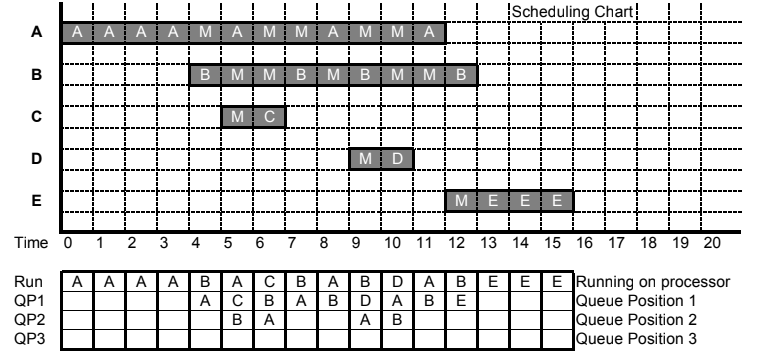 Scheduling Chart
A A A A A M A M M A M M A
B B M M B M B M M B
C M C
D M D
E M E E E
Time 0 1 2 3 4 5 6 7 8 9 10 11 12 13 14 15 16 17 18 19 20
Run A A A A B A C B A B D A B E E E Running on processor
QP1 A C B A B D A B E Queue Position 1
QP2 B A A B Queue Position 2
QP3 Queue Position 3